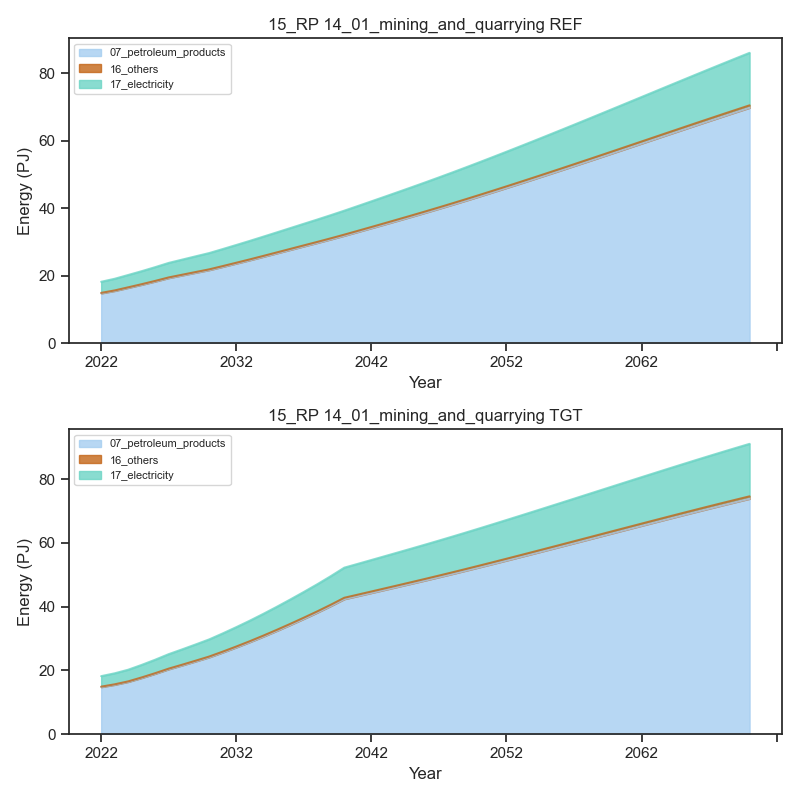 15_RP 14_01_mining_and_quarrying REF
07_petroleum_products
16_others
17_electricity
80
60
40
20
0
Energy (PJ)
2022 2032 2042 2052 2062
Year
15_RP 14_01_mining_and_quarrying TGT
07_petroleum_products
16_others
17_electricity
80
60
40
20
0
Energy (PJ)
2022 2032 2042 2052 2062
Year